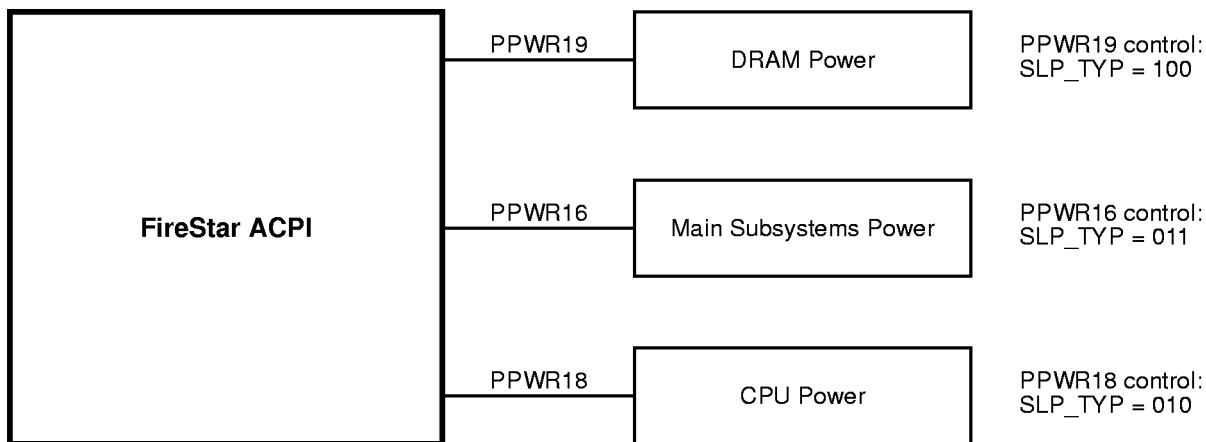 PPWR19
DRAM Power
PPWR19 control:
SLP_TYP = 100
FireStar ACPI
PPWR16
Main Subsystems Power
PPWR16 control:
SLP_TYP = 011
PPWR18
CPU Power
PPWR18 control:
SLP_TYP = 010